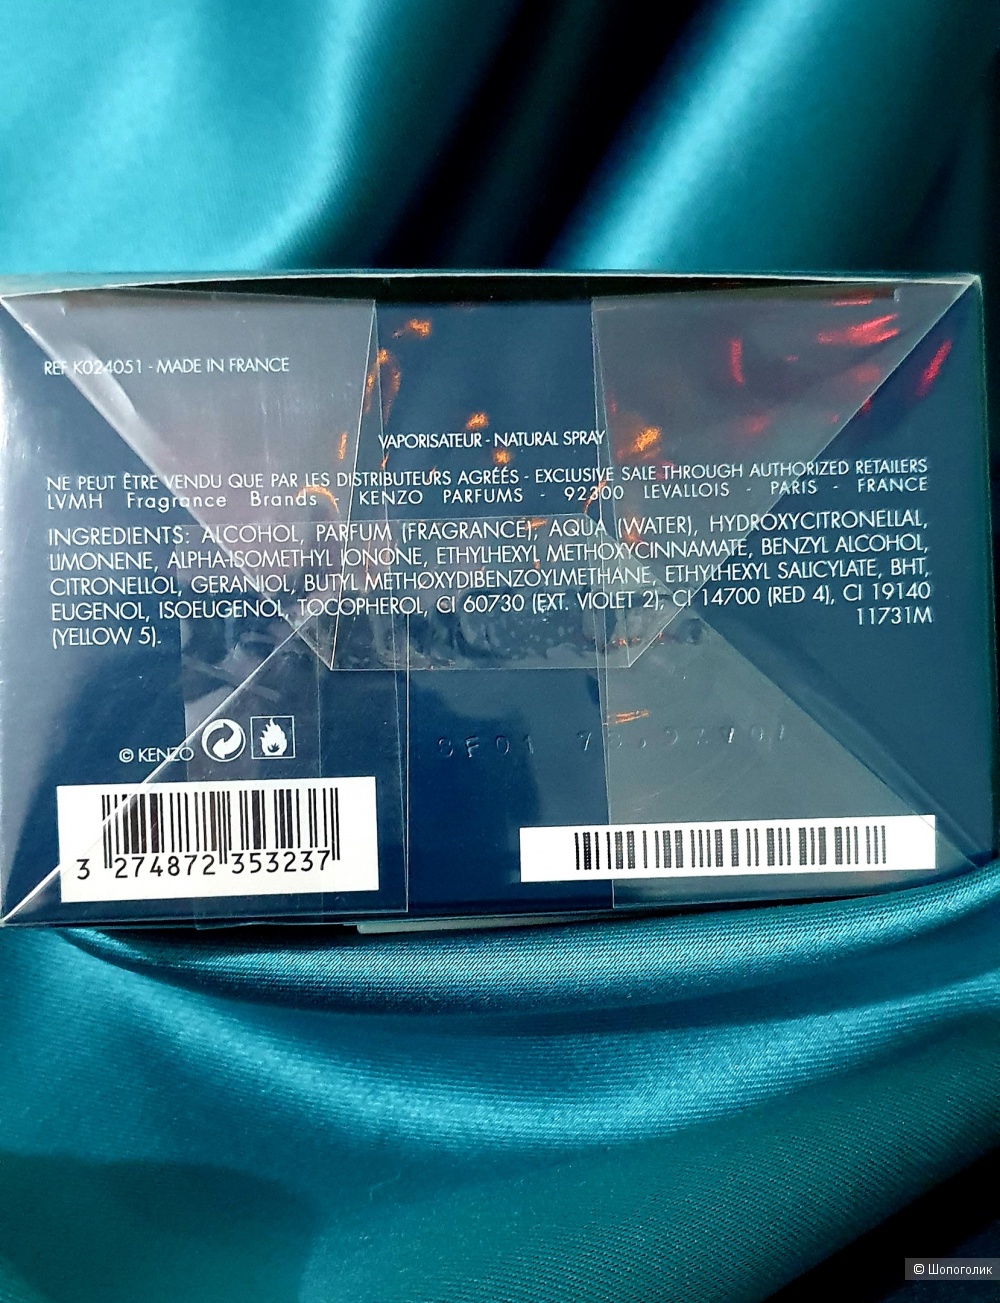 REF K024051 - MADE IN FRANCE
VAPORISATEUR - NATURAL SPRAY
NE PEUT ÊTRE VENDU QUE PAR LES DISTRIBUTEURS AGRÉÉS - EXCLUSIVE SALE THROUGH AUTHORIZED RETAILERS
LVMH Fragrance Brands - KENZO PARFUMS - 92300 LEVALLOIS PARIS - FRANCE
INGREDIENTS: ALCOHOL, PARFUM (FRAGRANCE), AQUA (WATER), HYDROXYCITRONELLAL,
LIMONENE, ALPHA-ISOMETHYL IONONE, ETHYLHEXYL METHOXYCINNAMATE, BENZYL ALCOHOL,
CITRONELLOL, GERANIOL, BUTYL METHOXYDIBENZOYLMETHANE, ETHYLHEXYL SALICYLATE, BHT,
EUGENOL, ISOEUGENOL, TOCOPHEROL, CI 60730 (EXT. VIOLET 2), CI 14700 (RED 4), CI 19140
(YELLOW 5). 11731M
© KENZO
3 274872 353237
© Шопоголик